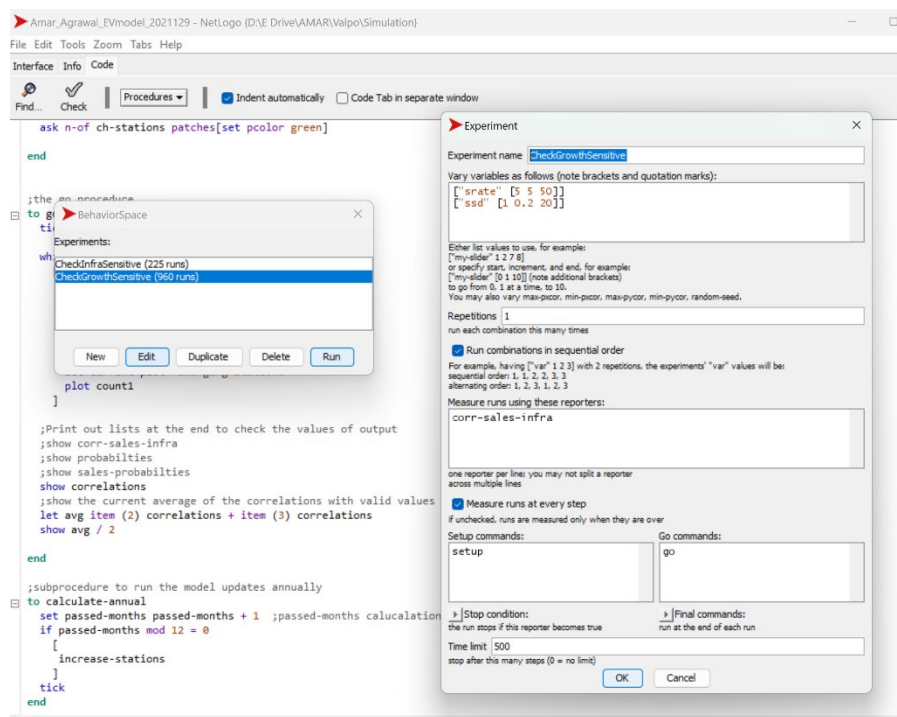 Amar_Agrawal_EVmodel_2021129 - NetLogo {D:\E Drive\AMAR\Valpo\Simulation}
File Edit Tools Zoom Tabs Help
Interface Info Code
Find... Check Procedures Indent automatically Code Tab in separate window
ask n-of ch-stations patches[set pcolor green]
end
;the go procedure
to g
ti
wh
plot count1
]
;Print out lists at the end to check the values of output
;show corr-sales-infra
;show probabilties
;show sales-probabilties
show correlations
;show the current average of the correlations with valid values
let avg item (2) correlations + item (3) correlations
show avg / 2
end
;subprocedure to run the model updates annually
to calculate-annual
set passed-months passed-months + 1 ;passed-months calucalation
if passed-months mod 12 = 0
[
increase-stations
]
tick
end
BehaviorSpace
Experiments:
CheckInfraSensitive (225 runs)
CheckGrowthSensitive (960 runs)
New Edit Duplicate Delete Run
Experiment
Experiment name CheckGrowthSensitive
Vary variables as follows (note brackets and quotation marks):
["srate" [5 5 50]]
["ssd" [1 0.2 20]]
Either list values to use, for example:
["my-slider" 1 2 7 8]
or specify start, increment, and end, for example:
["my-slider" [0 1 10]] (note additional brackets)
to go from 0, 1 at a time, to 10.
You may also vary max-pxcor, min-pxcor, max-pycor, min-pycor, random-seed.
Repetitions 1
run each combination this many times
Run combinations in sequential order
For example, having ["var" 1 2 3] with 2 repetitions, the experiments' "var" values will be:
sequential order: 1, 1, 2, 2, 3, 3
alternating order: 1, 2, 3, 1, 2, 3
Measure runs using these reporters:
corr-sales-infra
one reporter per line; you may not split a reporter
across multiple lines
Measure runs at every step
if unchecked, runs are measured only when they are over
Setup commands: Go commands:
setup go
Stop condition: Final commands:
the run stops if this reporter becomes true run at the end of each run
Time limit 500
stop after this many steps (0 = no limit)
OK Cancel